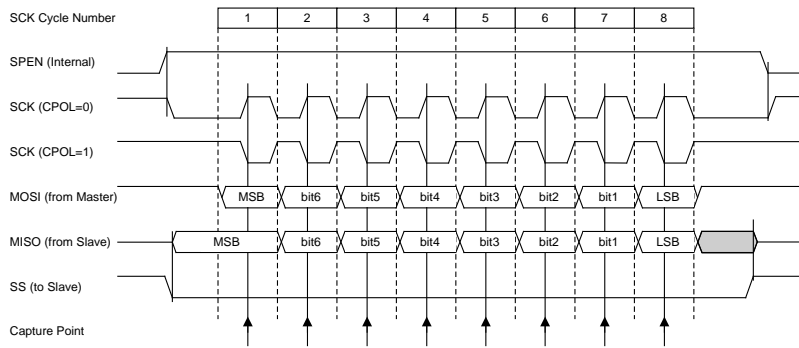 SCK Cycle Number 1 2 3 4 5 6 7 8
SPEN (Internal)
SCK (CPOL=0)
SCK (CPOL=1)
MOSI (from Master) MSB bit6 bit5 bit4 bit3 bit2 bit1 LSB
MISO (from Slave) MSB bit6 bit5 bit4 bit3 bit2 bit1 LSB
SS (to Slave)
Capture Point